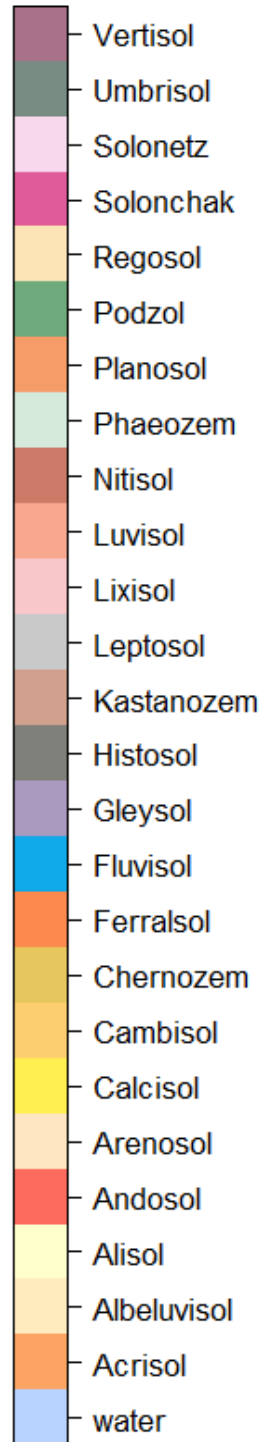 Vertisol
Umbrisol
Solonetz
Solonchak
Regosol
Podzol
Planosol
Phaeozem
Nitisol
Luvisol
Lixisol
Leptosol
Kastanozem
Histosol
Gleysol
Fluvisol
Ferralsol
Chernozem
Cambisol
Calcisol
Arenosol
Andosol
Alisol
Albeluvisol
Acrisol
water